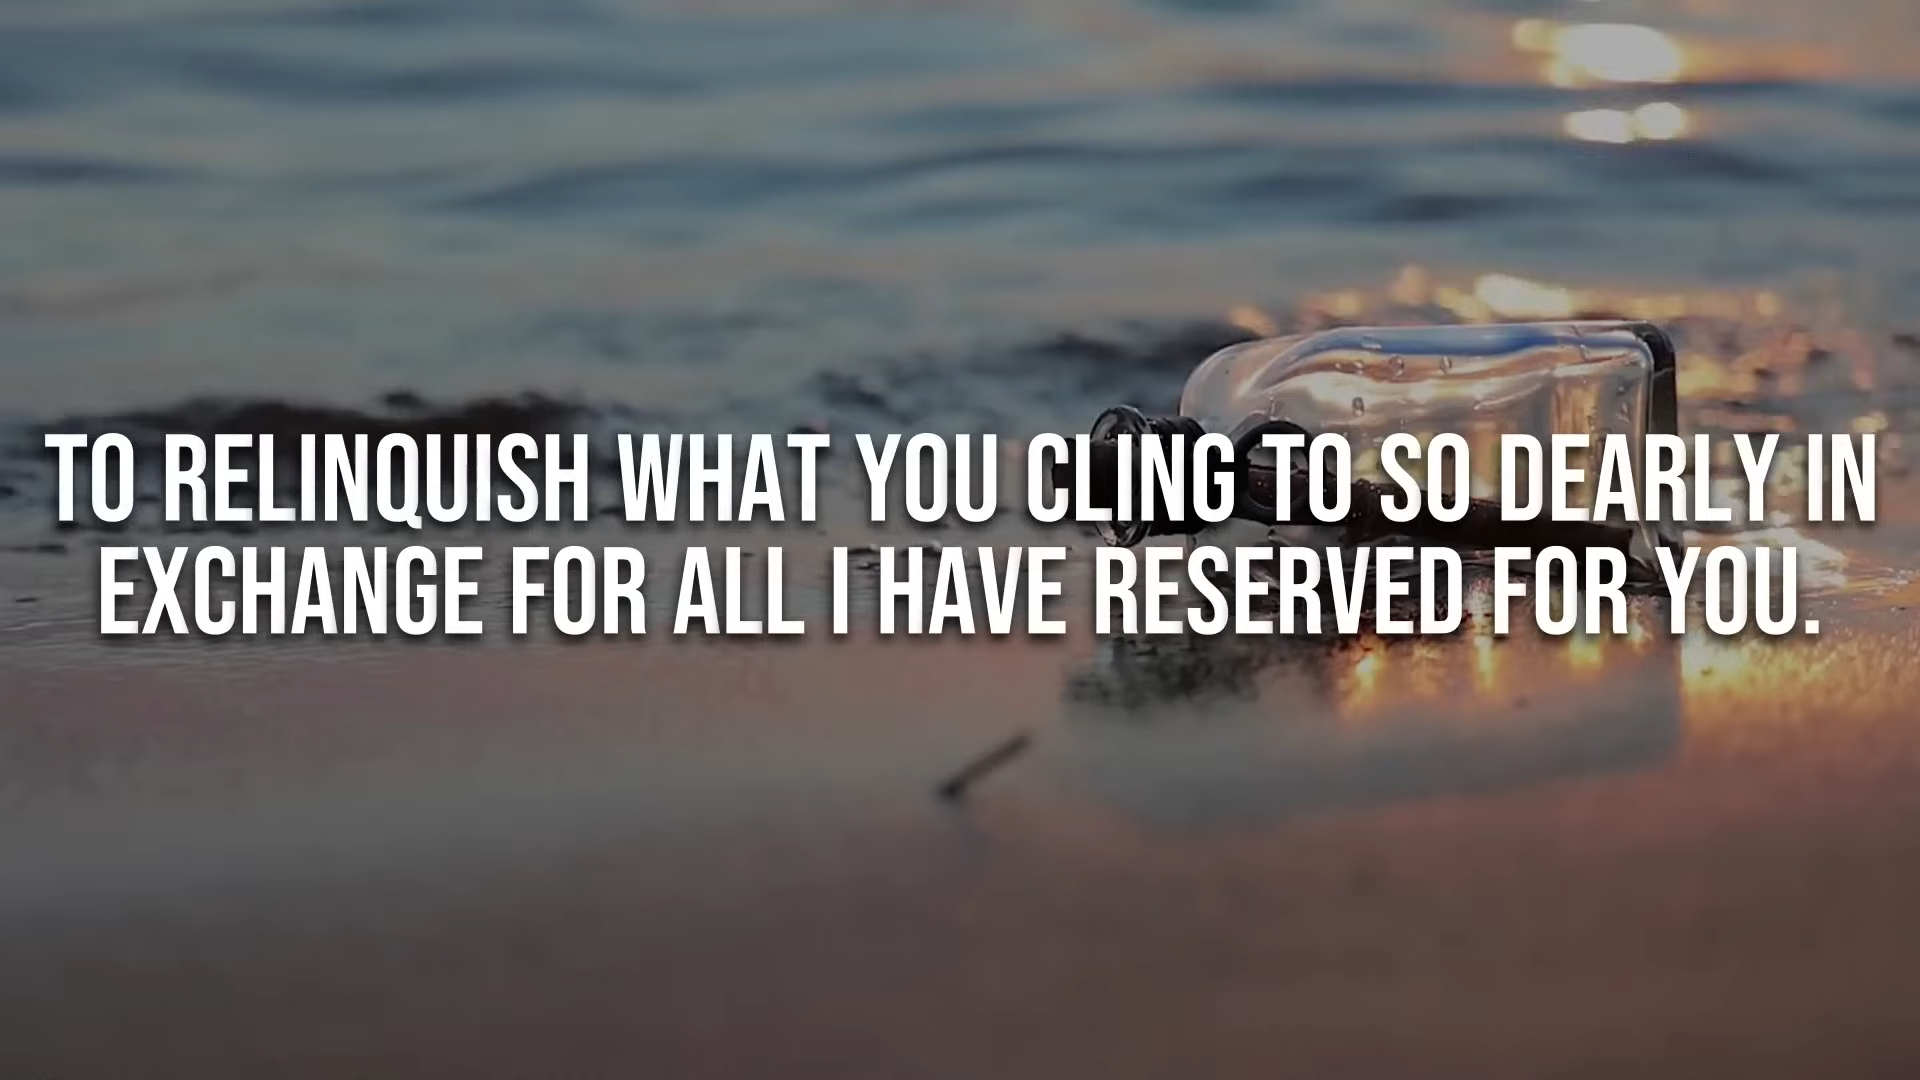 TO RELINQUISH WHAT YOU CLING TO SO DEARLY IN
EXCHANGE FOR ALL I HAVE RESERVED FOR YOU.